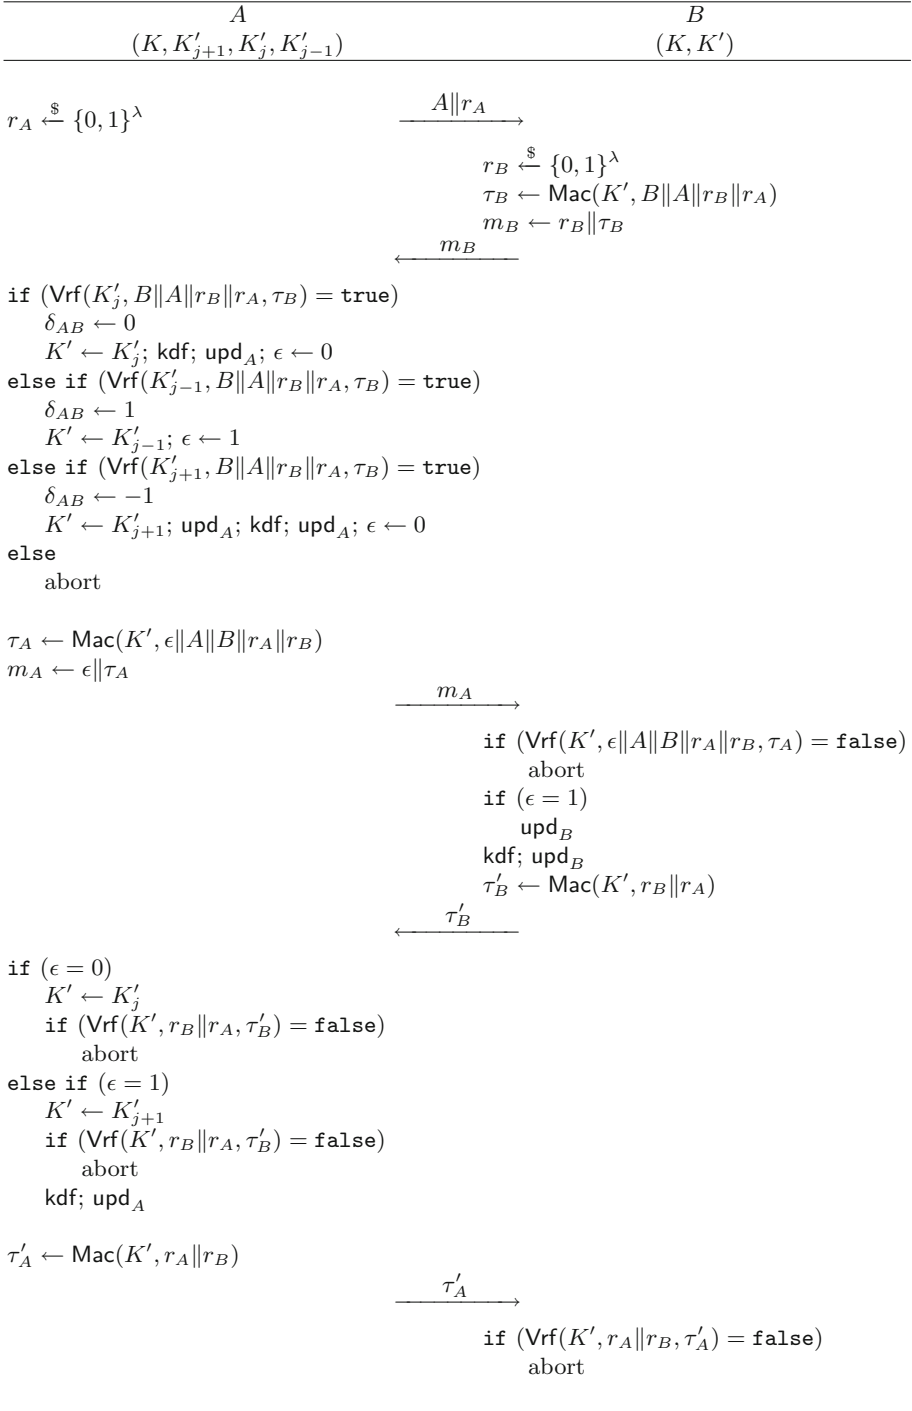 A B
(K, K′_{j+1}, K′_j, K′_{j−1}) (K, K′)
r_A ←$ {0, 1}^λ A‖r_A
r_B ←$ {0, 1}^λ
τ_B ← Mac(K′, B‖A‖r_B‖r_A)
m_B ← r_B‖τ_B
m_B
if (Vrf(K′_j, B‖A‖r_B‖r_A, τ_B) = true)
δ_{AB} ← 0
K′ ← K′_j; kdf; upd_A; ϵ ← 0
else if (Vrf(K′_{j−1}, B‖A‖r_B‖r_A, τ_B) = true)
δ_{AB} ← 1
K′ ← K′_{j−1}; ϵ ← 1
else if (Vrf(K′_{j+1}, B‖A‖r_B‖r_A, τ_B) = true)
δ_{AB} ← −1
K′ ← K′_{j+1}; upd_A; kdf; upd_A; ϵ ← 0
else
abort
τ_A ← Mac(K′, ϵ‖A‖B‖r_A‖r_B)
m_A ← ϵ‖τ_A
m_A
if (Vrf(K′, ϵ‖A‖B‖r_A‖r_B, τ_A) = false)
abort
if (ϵ = 1)
upd_B
kdf; upd_B
τ′_B ← Mac(K′, r_B‖r_A)
τ′_B
if (ϵ = 0)
K′ ← K′_j
if (Vrf(K′, r_B‖r_A, τ′_B) = false)
abort
else if (ϵ = 1)
K′ ← K′_{j+1}
if (Vrf(K′, r_B‖r_A, τ′_B) = false)
abort
kdf; upd_A
τ′_A ← Mac(K′, r_A‖r_B)
τ′_A
if (Vrf(K′, r_A‖r_B, τ′_A) = false)
abort